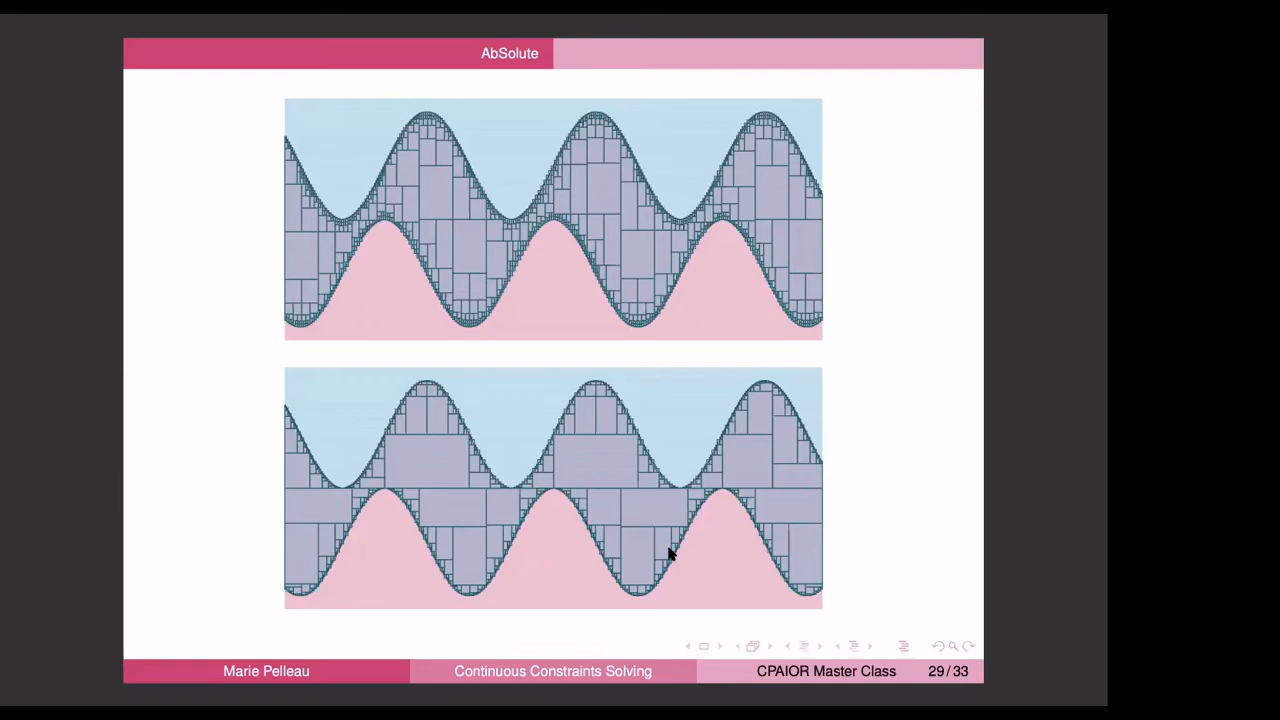 AbSolute
Marie Pelleau
Continuous Constraints Solving
CPAIOR Master Class
29/33